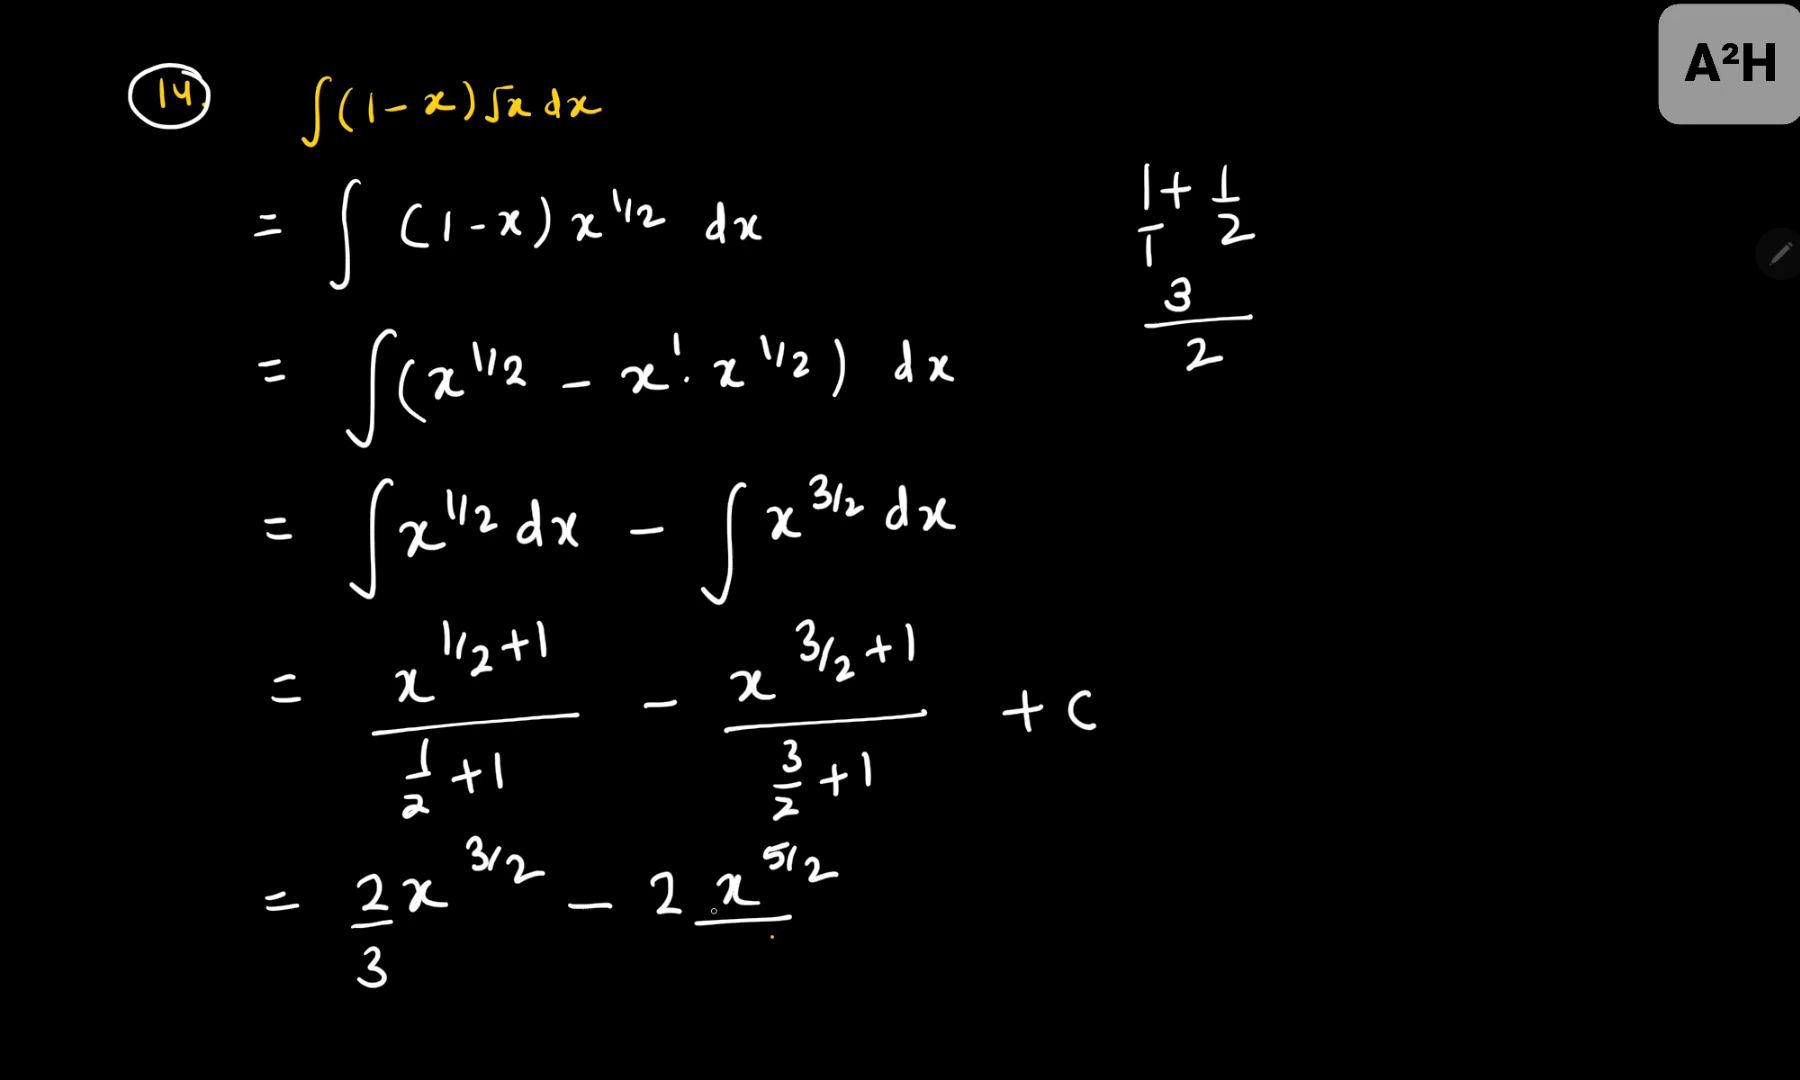 14. ∫(1-x)√x dx
A²H
= ∫ (1-x) x^1/2 dx
1/1 + 1/2
3/2
= ∫(x^1/2 - x^1 . x^1/2) dx
= ∫x^1/2 dx - ∫x^3/2 dx
= x^(1/2+1)/(1/2+1) - x^(3/2+1)/(3/2+1) + c
= 2/3 x^3/2 - 2 x^5/2